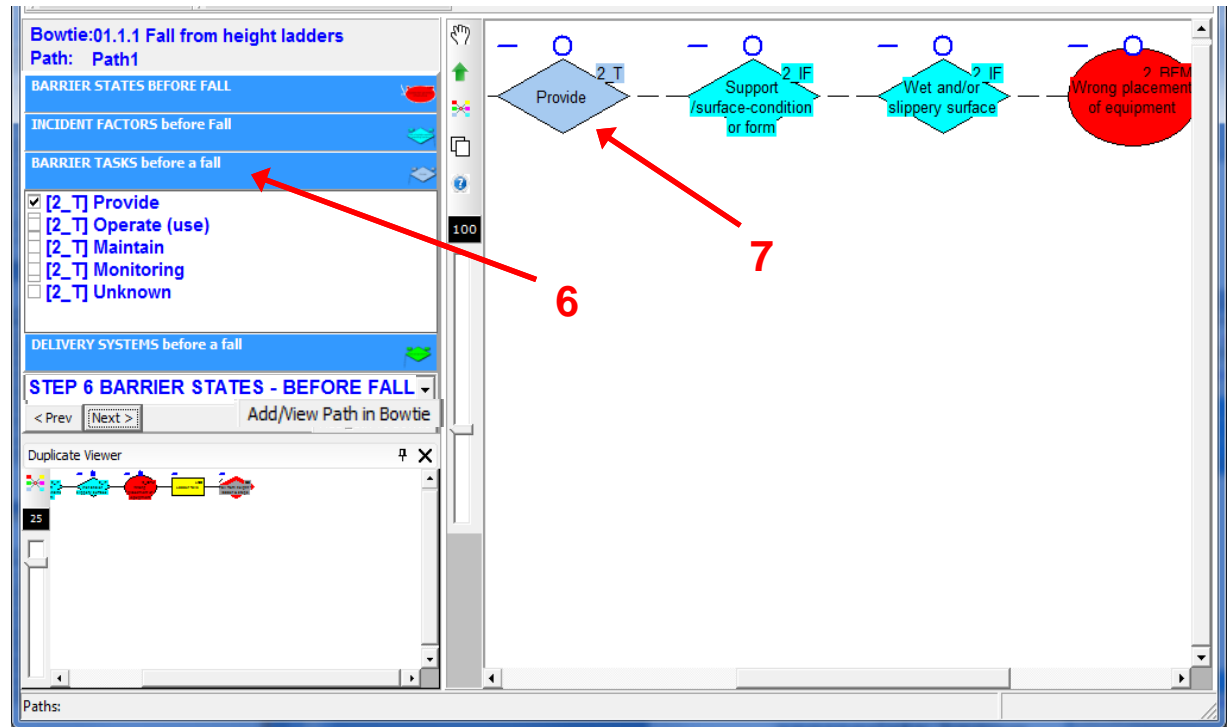 Bowtie:01.1.1 Fall from height ladders
Path: Path1
BARRIER STATES BEFORE FALL
INCIDENT FACTORS before Fall
BARRIER TASKS before a fall
[2_T] Provide
[2_T] Operate (use)
[2_T] Maintain
[2_T] Monitoring
[2_T] Unknown
DELIVERY SYSTEMS before a fall
STEP 6 BARRIER STATES - BEFORE FALL
< Prev
Next >
Add/View Path in Bowtie
Duplicate Viewer
25
Paths:
100
2_T
Provide
2_IF
Support
/surface-condition
or form
2_IF
Wet and/or
slippery surface
Wrong placement
of equipment
6
7